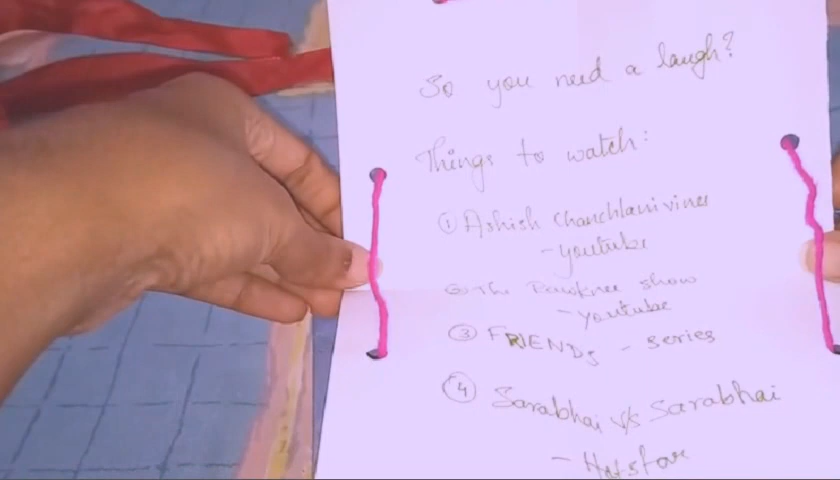 So you need a laugh?
Things to watch:
① Ashish Chanchlani vines
- youtube
② The show
- youtube
③ FRIENDS - series
④ Sarabhai v/s Sarabhai
- Hotstar